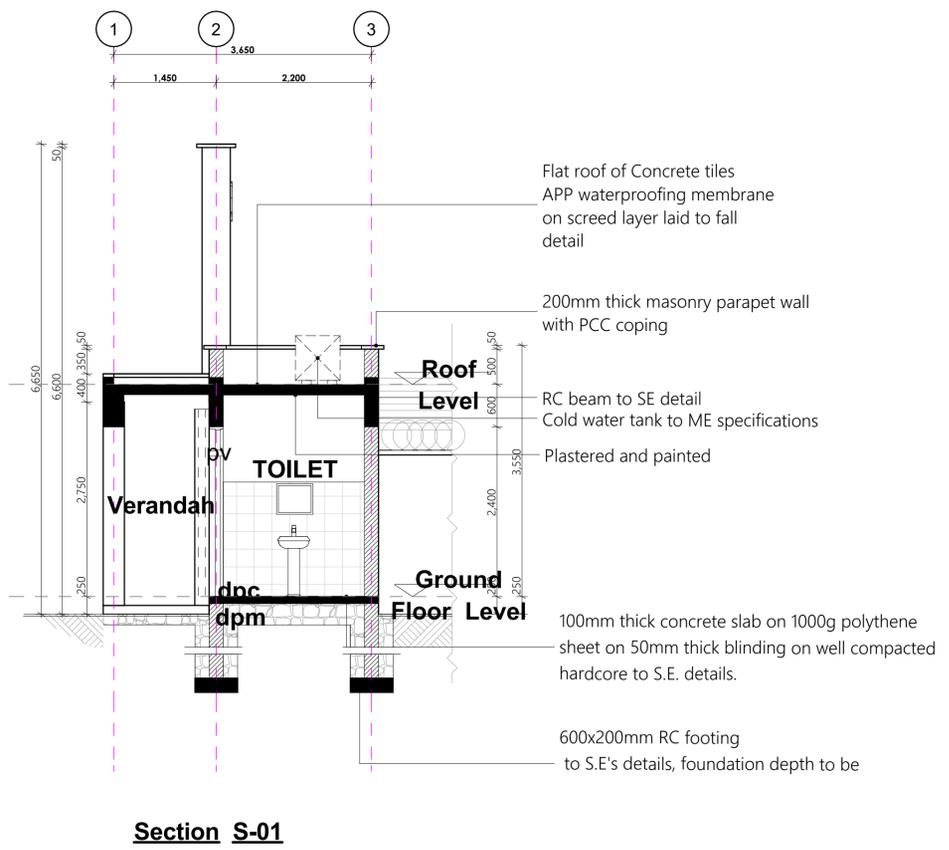 1
2
3
3,650
1,450
2,200
50
6,650
6,600
50
350
400
2,750
250
Flat roof of Concrete tiles
APP waterproofing membrane
on screed layer laid to fall
detail
200mm thick masonry parapet wall
with PCC coping
50
500
600
3,550
2,400
250
Roof
Level
RC beam to SE detail
Cold water tank to ME specifications
Plastered and painted
pv
TOILET
Verandah
dpc
dpm
Ground
Floor Level
100mm thick concrete slab on 1000g polythene
sheet on 50mm thick blinding on well compacted
hardcore to S.E. details.
600x200mm RC footing
to S.E's details, foundation depth to be
Section S-01